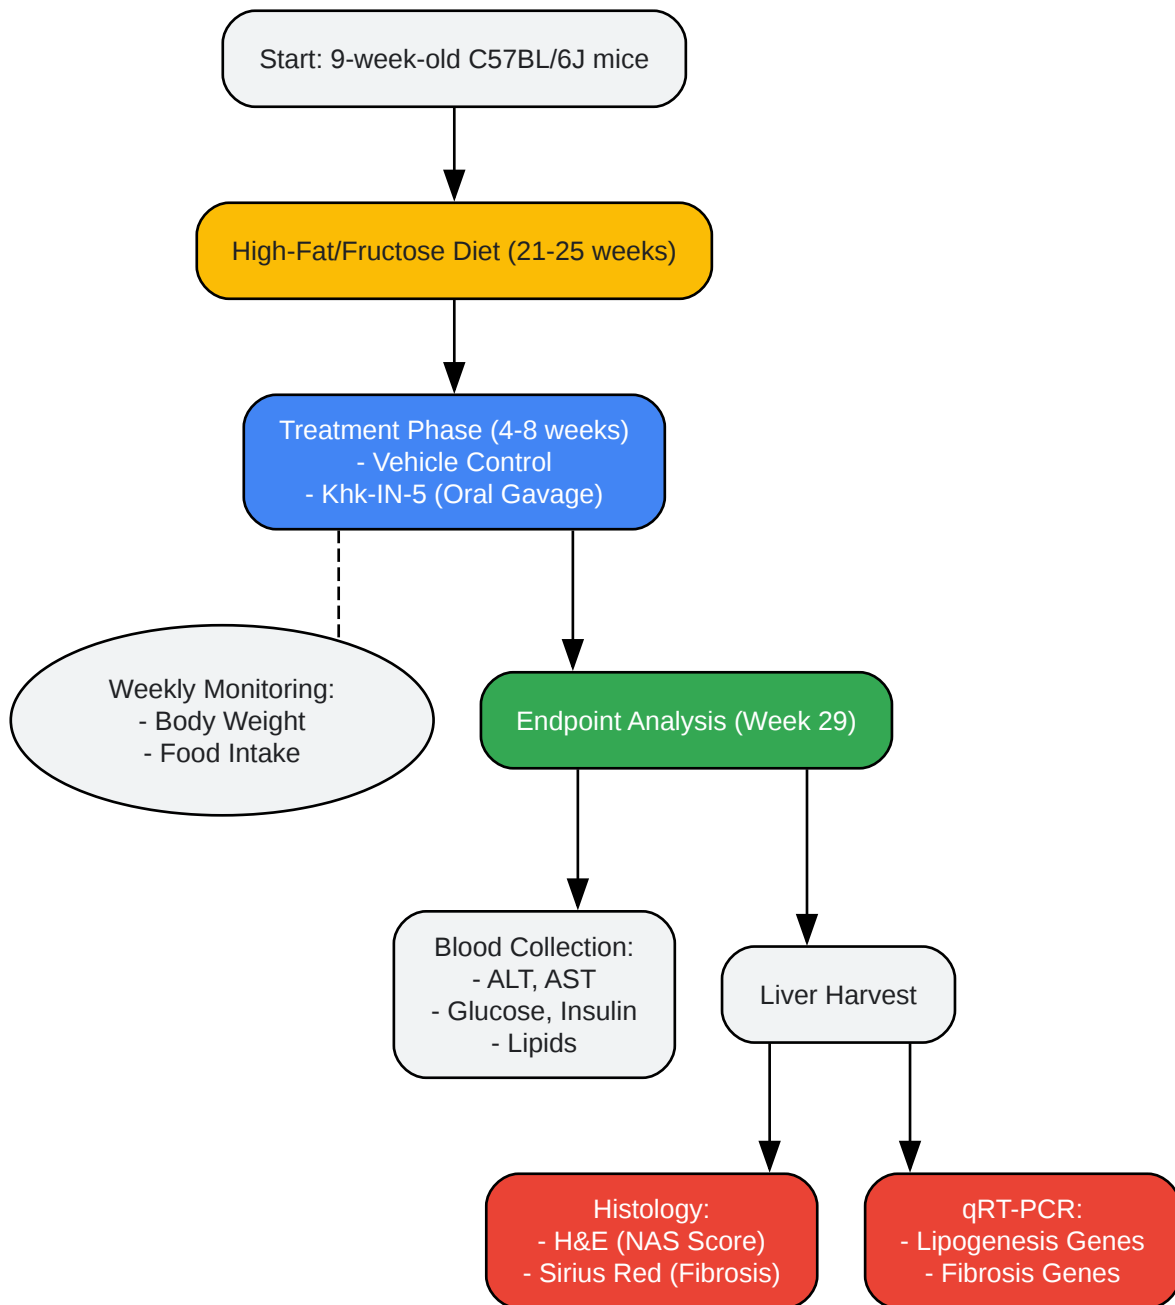 Start: 9-week-old C57BL/6J mice
High-Fat/Fructose Diet (21-25 weeks)
Treatment Phase (4-8 weeks)
- Vehicle Control
- Khk-IN-5 (Oral Gavage)
Weekly Monitoring:
- Body Weight
- Food Intake
Endpoint Analysis (Week 29)
Blood Collection:
- ALT, AST
- Glucose, Insulin
- Lipids
Liver Harvest
Histology:
- H&E (NAS Score)
- Sirius Red (Fibrosis)
qRT-PCR:
- Lipogenesis Genes
- Fibrosis Genes